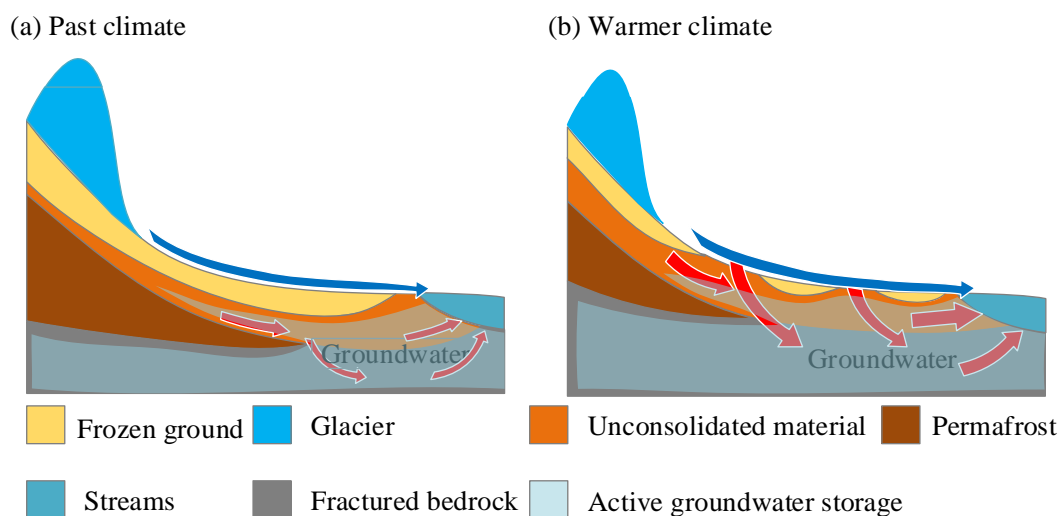 (a) Past climate
(b) Warmer climate
Groundwater
Groundwater
Frozen ground
Glacier
Unconsolidated material
Permafrost
Streams
Fractured bedrock
Active groundwater storage